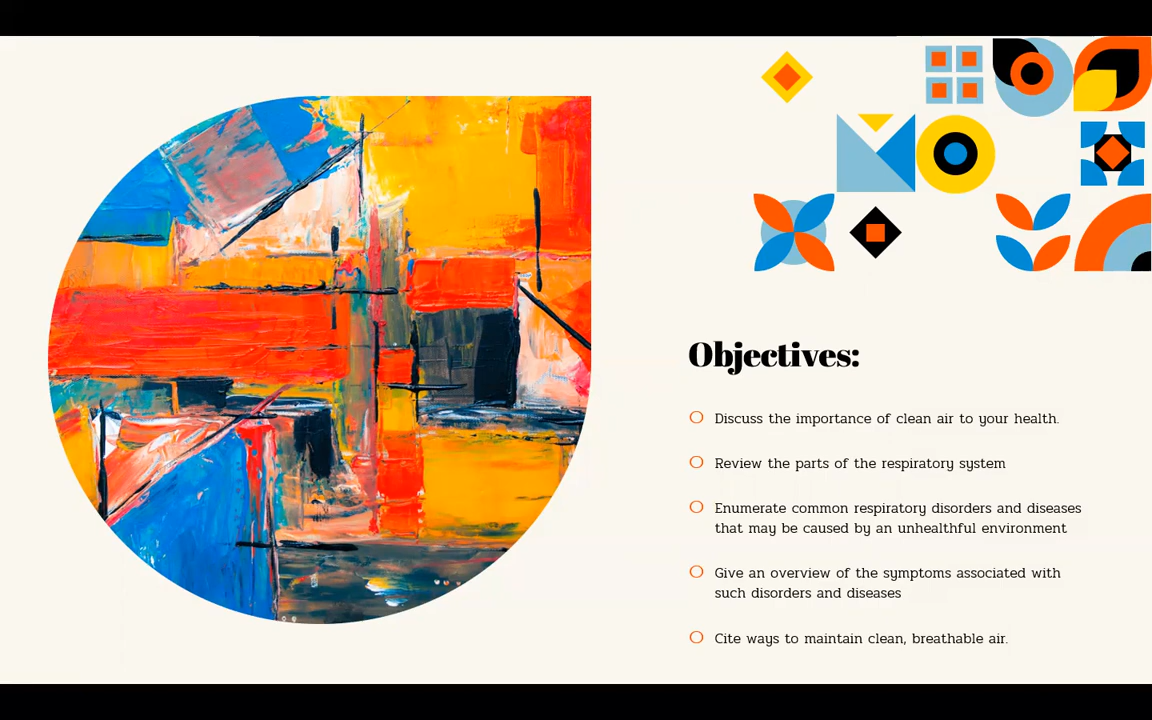 Objectives:
Discuss the importance of clean air to your health.
Review the parts of the respiratory system
Enumerate common respiratory disorders and diseases
that may be caused by an unhealthful environment
Give an overview of the symptoms associated with
such disorders and diseases
Cite ways to maintain clean, breathable air.